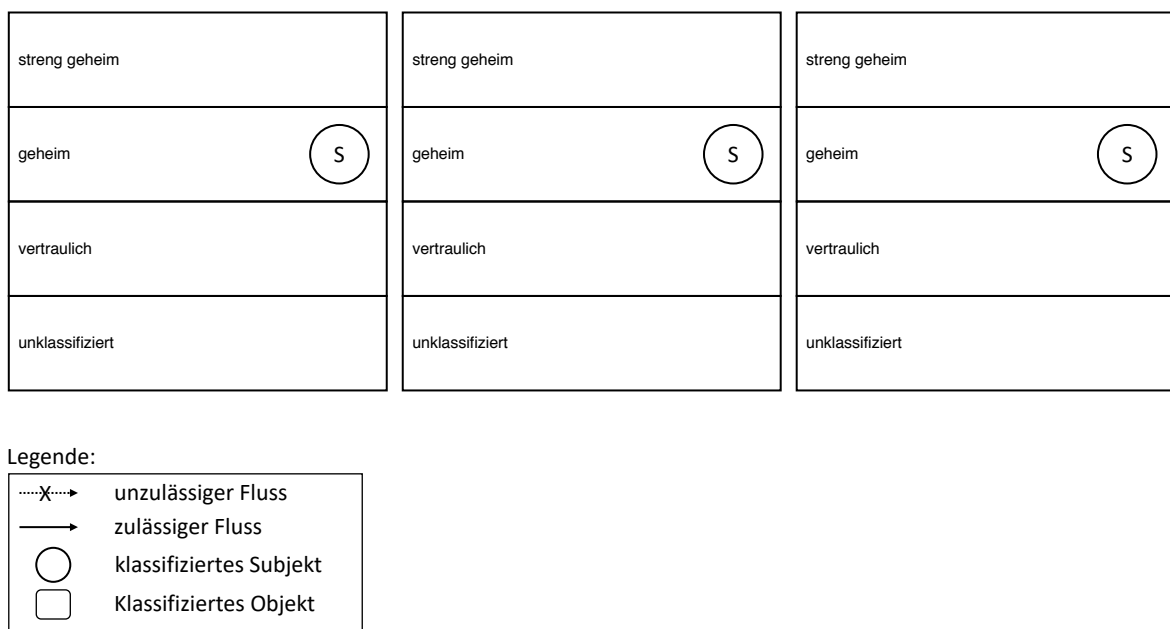 streng geheim streng geheim streng geheim
geheim S geheim S geheim S
vertraulich vertraulich vertraulich
unklassifiziert unklassifiziert unklassifiziert
Legende:
X unzulässiger Fluss
zulässiger Fluss
klassifiziertes Subjekt
Klassifiziertes Objekt